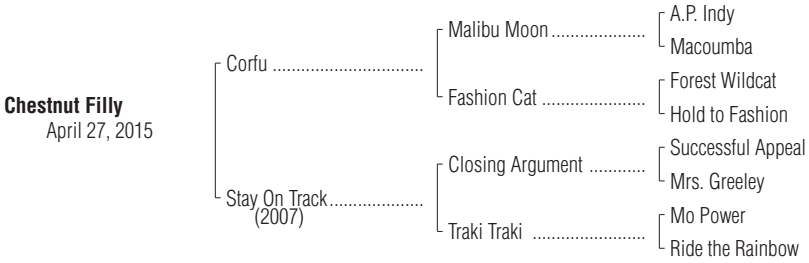 A.P. Indy
Malibu Moon .....................
Macoumba
Corfu ................................
Forest Wildcat
Fashion Cat ......................
Hold to Fashion
Chestnut Filly
April 27, 2015
Successful Appeal
Closing Argument ............
Mrs. Greeley
Stay On Track....................
(2007)
Mo Power
Traki Traki ........................
Ride the Rainbow